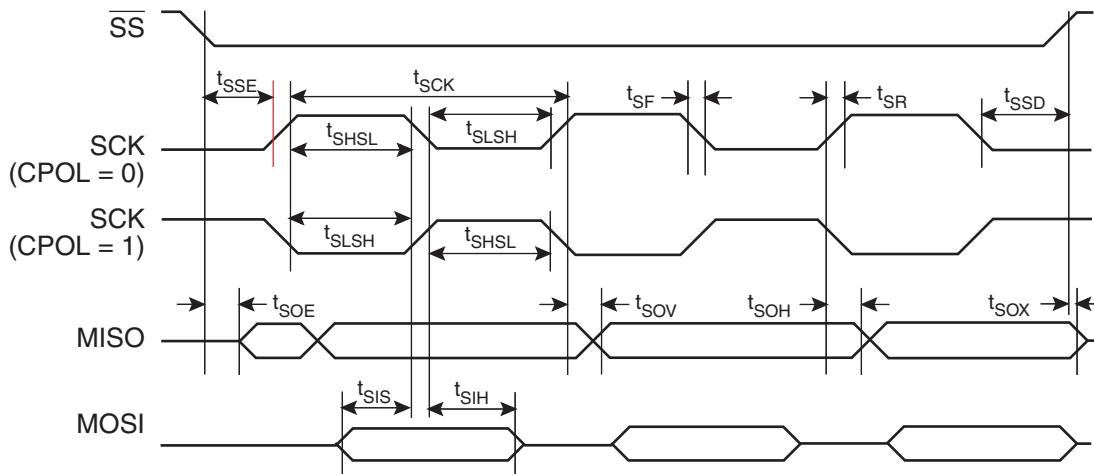 SS
tSSE
tSCK
tSF
tSR
tSSD
SCK
(CPOL = 0)
tSHSL
tSLSH
SCK
(CPOL = 1)
tSLSH
tSHSL
tSOE
tSOV
tSOH
tSOX
MISO
tSIS
tSIH
MOSI